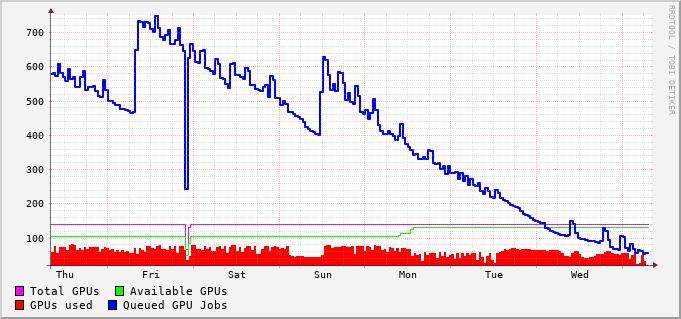 700
600
500
400
300
200
100
Thu Fri Sat Sun Mon Tue Wed
Total GPUs Available GPUs
GPUs used Queued GPU Jobs
RRDTOOL / TOBI OETIKER